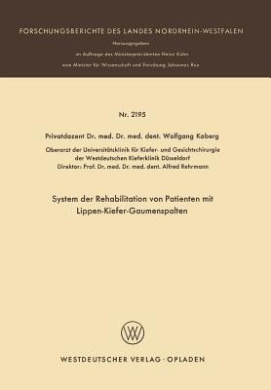 FORSCHUNGSBERICHTE DES LANDES NORDRHEIN-WESTFALEN
Herausgegeben
im Auftrage des Ministerpräsidenten Heinz Kühn
vom Minister für Wissenschaft und Forschung Johannes Rau
Nr. 2195
Privatdozent Dr. med. Dr. med. dent. Wolfgang Koberg
Oberarzt der Universitätsklinik für Kiefer- und Gesichtschirurgie
der Westdeutschen Kieferklinik Düsseldorf
Direktor: Prof. Dr. med. Dr. med. dent. Alfred Rehrmann
System der Rehabilitation von Patienten mit
Lippen-Kiefer-Gaumenspalten
WESTDEUTSCHER VERLAG · OPLADEN